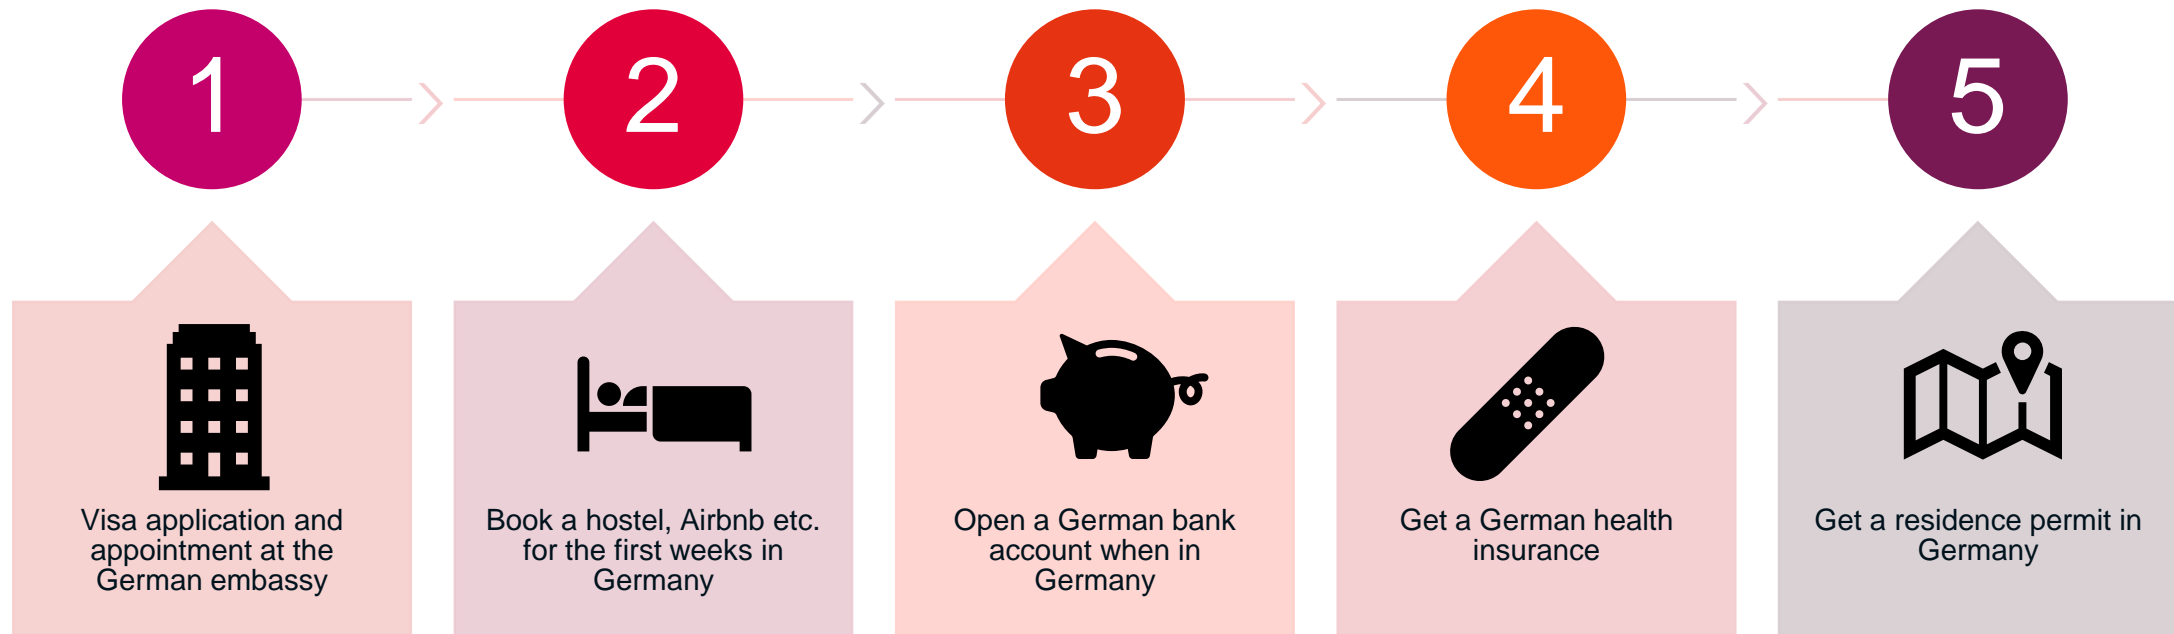 1
2
3
4
5
Visa application and
appointment at the
German embassy
Book a hostel, Airbnb etc.
for the first weeks in
Germany
Open a German bank
account when in
Germany
Get a German health
insurance
Get a residence permit in
Germany